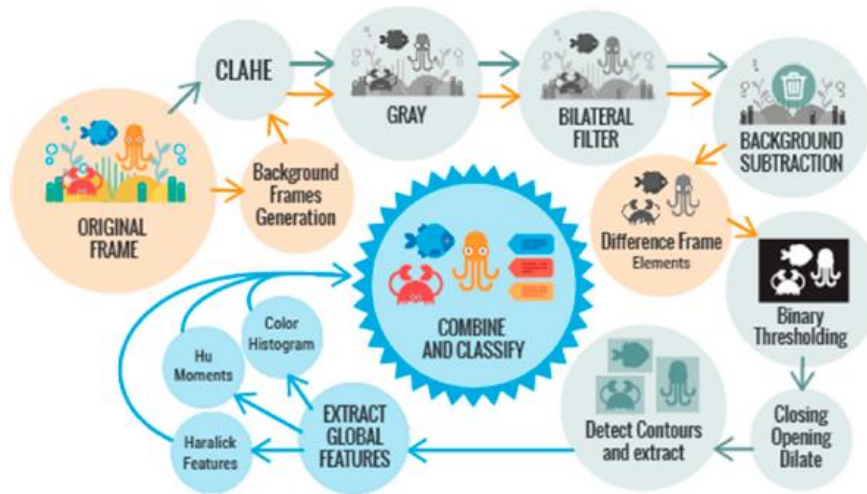 CLAHE
GRAY
BILATERAL
FILTER
BACKGROUND
SUBTRACTION
ORIGINAL
FRAME
Background
Frames
Generation
Difference Frame
Elements
Binary
Thresholding
COMBINE
AND CLASSIFY
Color
Histogram
Hu
Moments
Haralick
Features
EXTRACT
GLOBAL
FEATURES
Detect Contours
and extract
Closing
Opening
Dilate